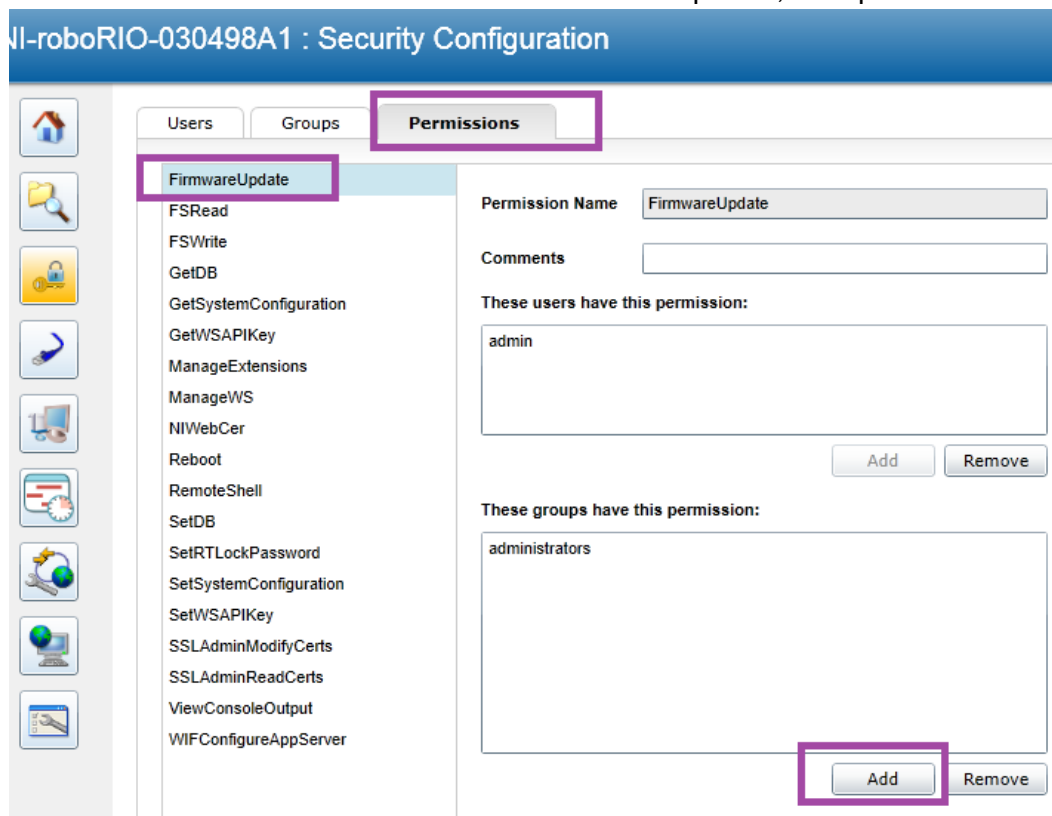 NI-roboRIO-030498A1 : Security Configuration
Users Groups Permissions
FirmwareUpdate
FSRead
FSWrite
GetDB
GetSystemConfiguration
GetWSAPIKey
ManageExtensions
ManageWS
NIWebCer
Reboot
RemoteShell
SetDB
SetRTLockPassword
SetSystemConfiguration
SetWSAPIKey
SSLAdminModifyCerts
SSLAdminReadCerts
ViewConsoleOutput
WIFConfigureAppServer
Permission Name FirmwareUpdate
Comments
These users have this permission:
admin
Add Remove
These groups have this permission:
administrators
Add Remove